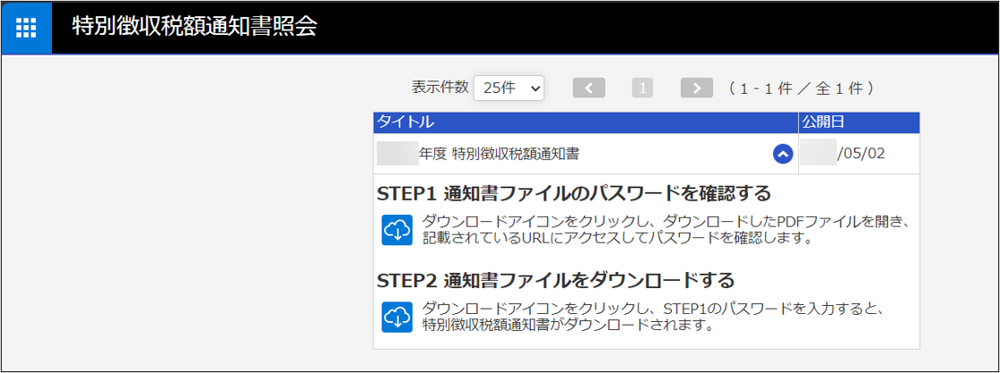 特別徴収税額通知書照会
表示件数 25件 1 ( 1 - 1 件 ／ 全 1 件 )
タイトル 公開日
年度 特別徴収税額通知書 /05/02
STEP1 通知書ファイルのパスワードを確認する
ダウンロードアイコンをクリックし、ダウンロードしたPDFファイルを開き、
記載されているURLにアクセスしてパスワードを確認します。
STEP2 通知書ファイルをダウンロードする
ダウンロードアイコンをクリックし、STEP1のパスワードを入力すると、
特別徴収税額通知書がダウンロードされます。